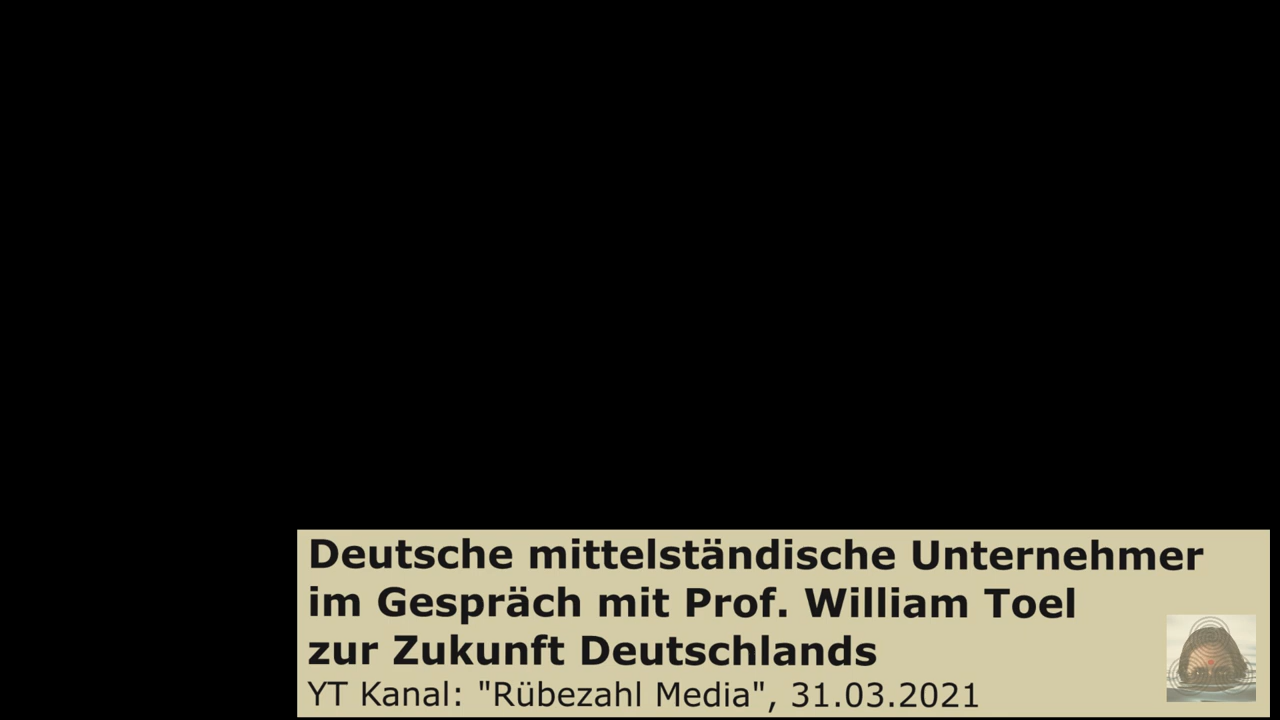 Deutsche mittelständische Unternehmer
im Gespräch mit Prof. William Toel
zur Zukunft Deutschlands
YT Kanal: "Rübezahl Media", 31.03.2021